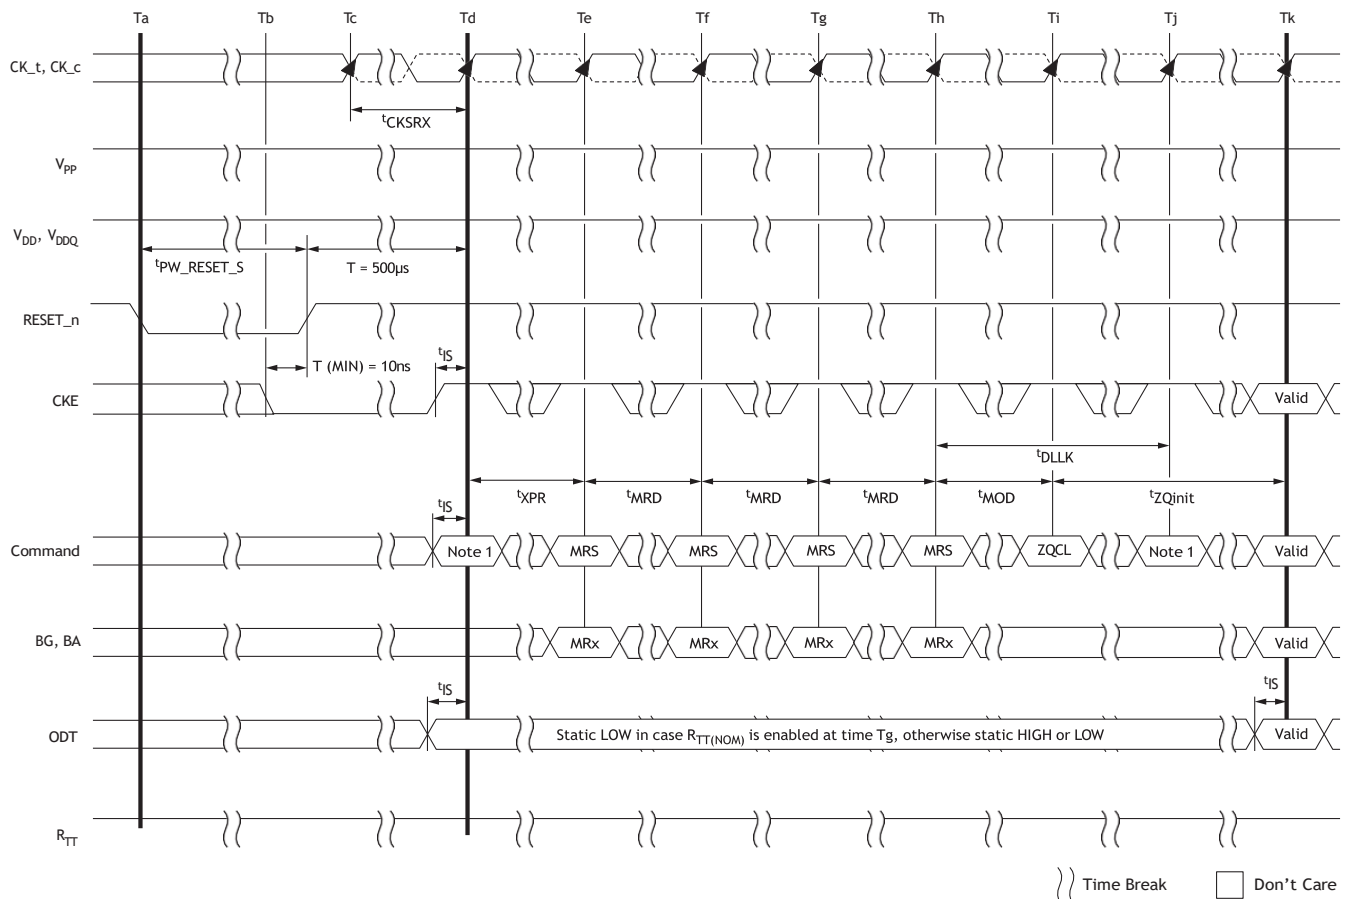 Ta Tb Tc Td Te Tf Tg Th Ti Tj Tk
CK_t, CK_c
tCKSRX
VPP
VDD, VDDQ
tPW_RESET_S T = 500µs
RESET_n
T (MIN) = 10ns tIS
CKE Valid
tDLLK
tXPR tMRD tMRD tMRD tMOD tZQinit
tIS
Command Note 1 MRS MRS MRS MRS ZQCL Note 1 Valid
BG, BA MRx MRx MRx MRx Valid
tIS tIS
ODT Static LOW in case RTT(NOM) is enabled at time Tg, otherwise static HIGH or LOW Valid
RTT
Time Break Don't Care